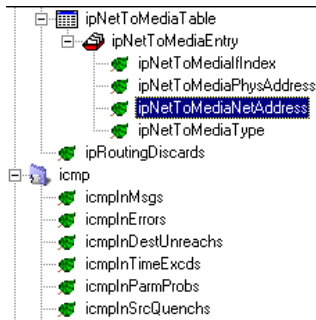 ipNetToMediaTable
ipNetToMediaEntry
ipNetToMediaIfIndex
ipNetToMediaPhysAddress
ipNetToMediaNetAddress
ipNetToMediaType
ipRoutingDiscards
icmp
icmpInMsgs
icmpInErrors
icmpInDestUnreachs
icmpInTimeExcds
icmpInParmProbs
icmpInSrcQuenchs